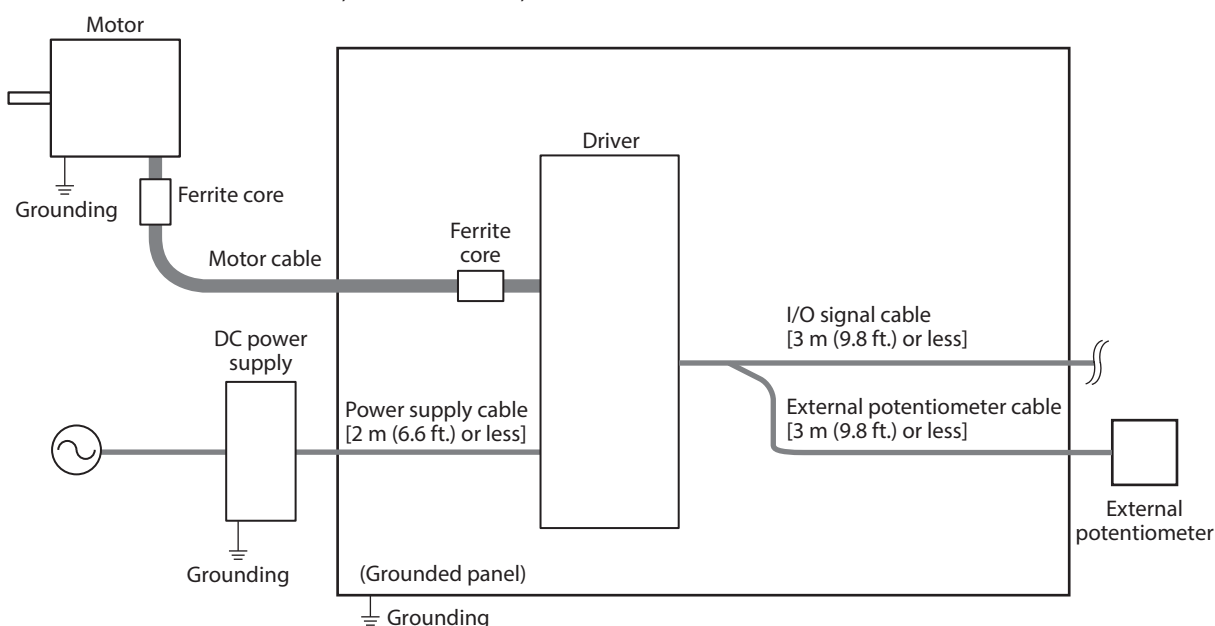 Motor
Driver
Ferrite core
Grounding
Ferrite
core
Motor cable
I/O signal cable
[3 m (9.8 ft.) or less]
DC power
supply
Power supply cable
[2 m (6.6 ft.) or less]
External potentiometer cable
[3 m (9.8 ft.) or less]
External
potentiometer
Grounding
(Grounded panel)
Grounding